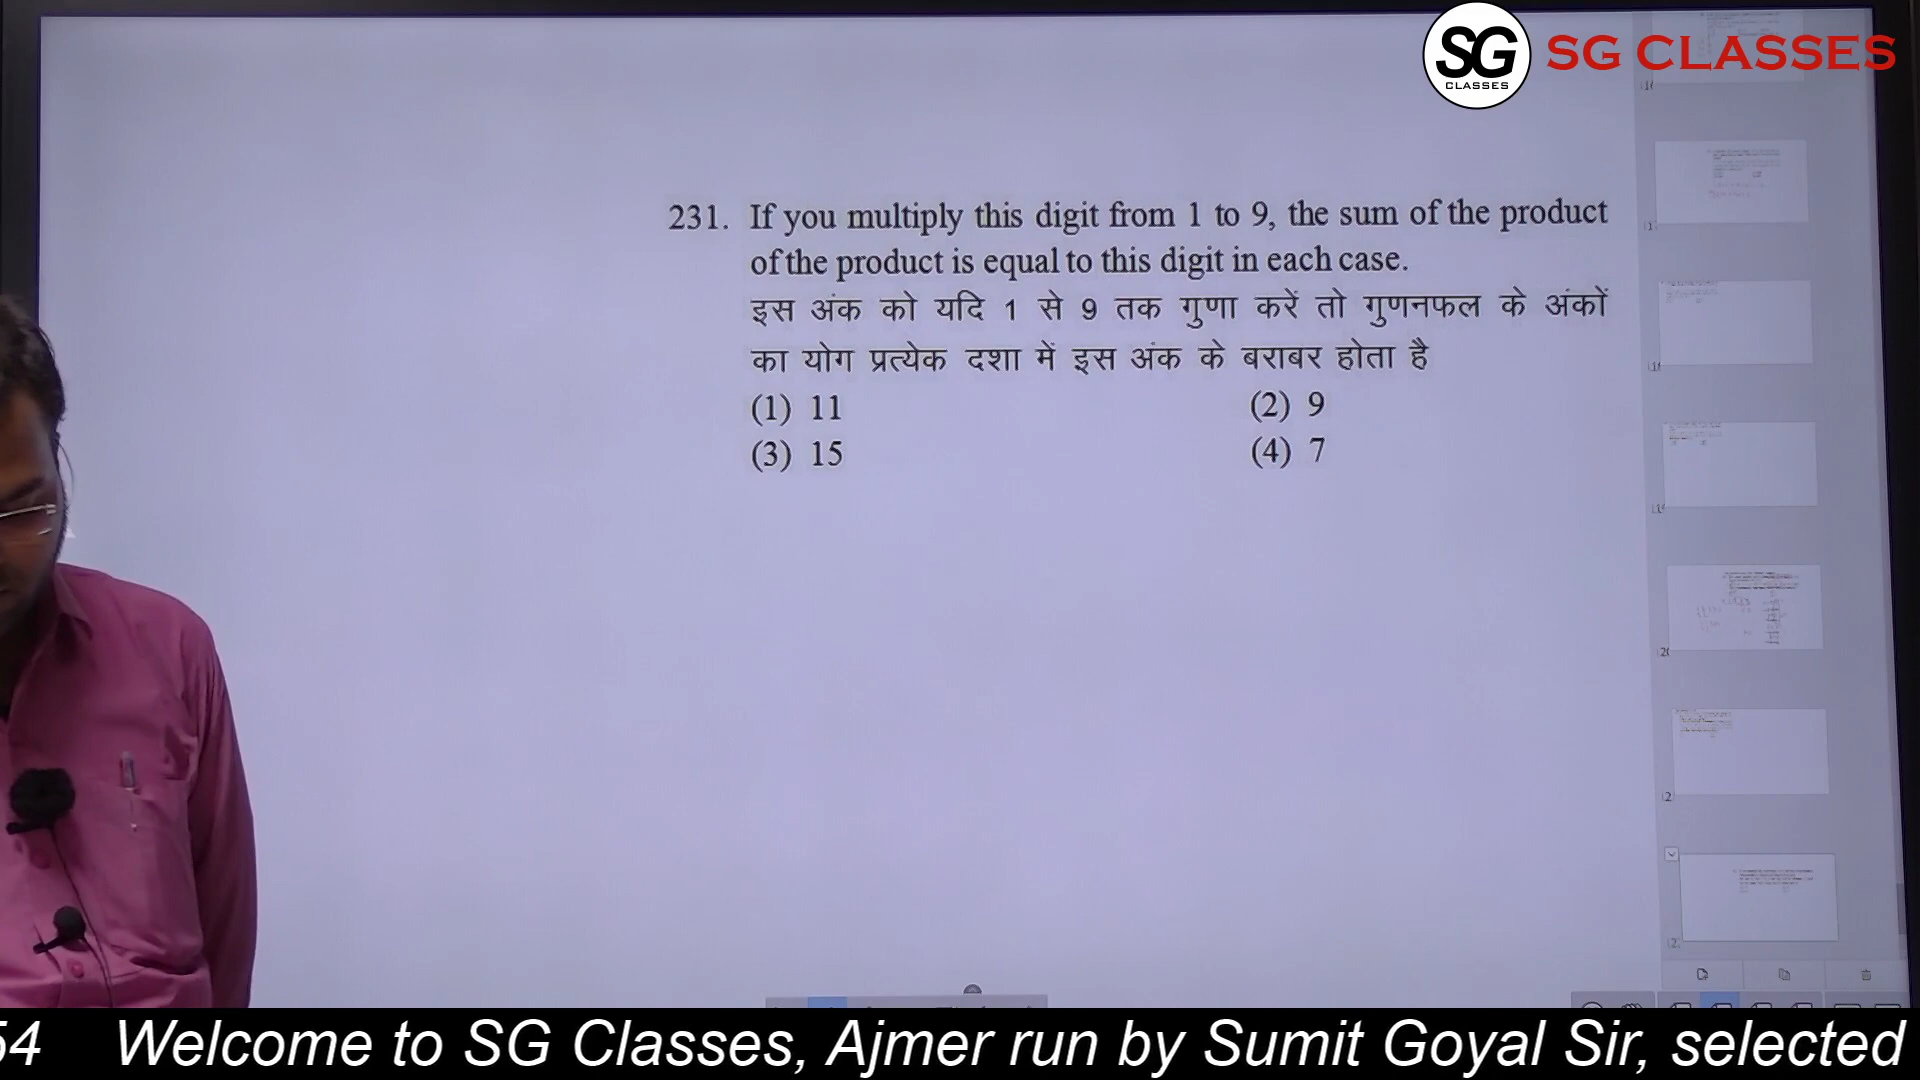 SG
CLASSES
SG CLASSES
231. If you multiply this digit from 1 to 9, the sum of the product
of the product is equal to this digit in each case.
इस अंक को यदि 1 से 9 तक गुणा करें तो गुणनफल के अंकों
का योग प्रत्येक दशा में इस अंक के बराबर होता है
(1) 11 (2) 9
(3) 15 (4) 7
54 Welcome to SG Classes, Ajmer run by Sumit Goyal Sir, selected